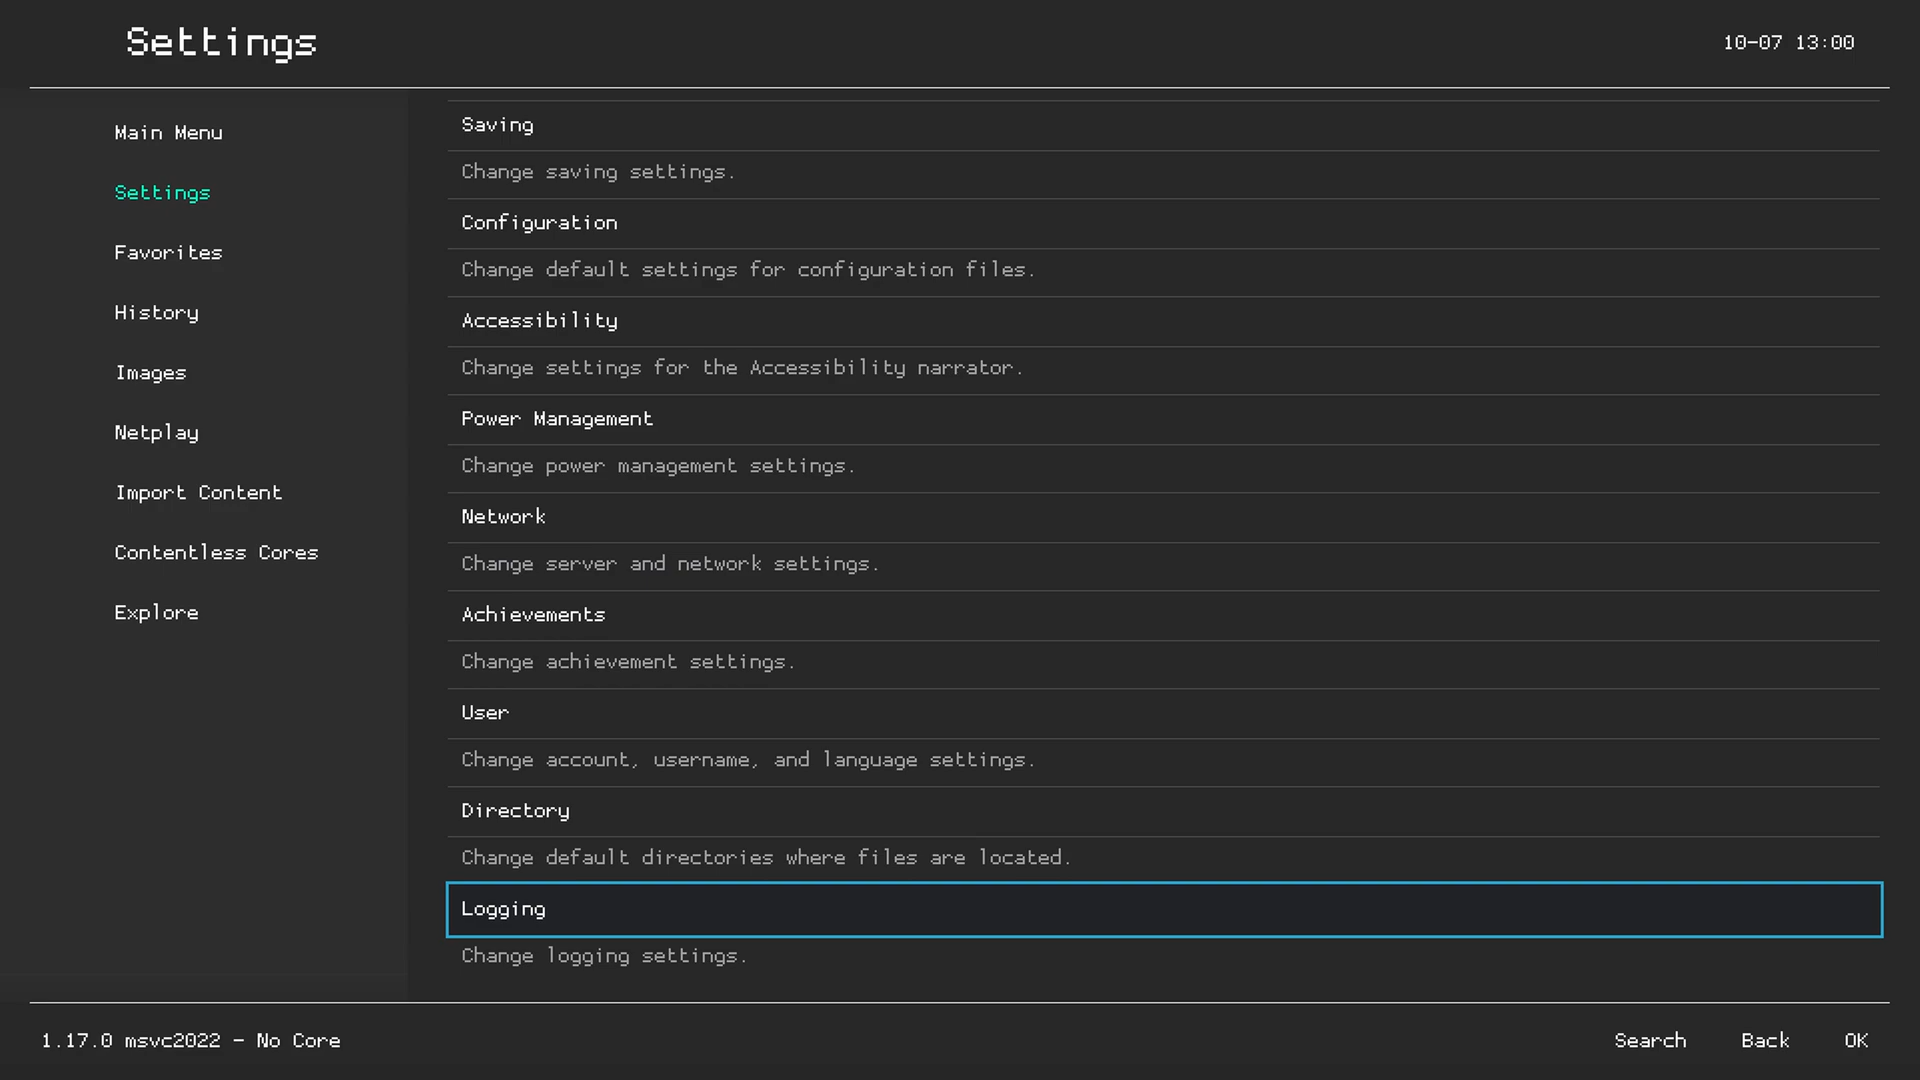 Settings
10-07 13:00
Main Menu
Settings
Favorites
History
Images
Netplay
Import Content
Contentless Cores
Explore
Saving
Change saving settings.
Configuration
Change default settings for configuration files.
Accessibility
Change settings for the Accessibility narrator.
Power Management
Change power management settings.
Network
Change server and network settings.
Achievements
Change achievement settings.
User
Change account, username, and language settings.
Directory
Change default directories where files are located.
Logging
Change logging settings.
1.17.0 msvc2022 - No Core
Search Back OK